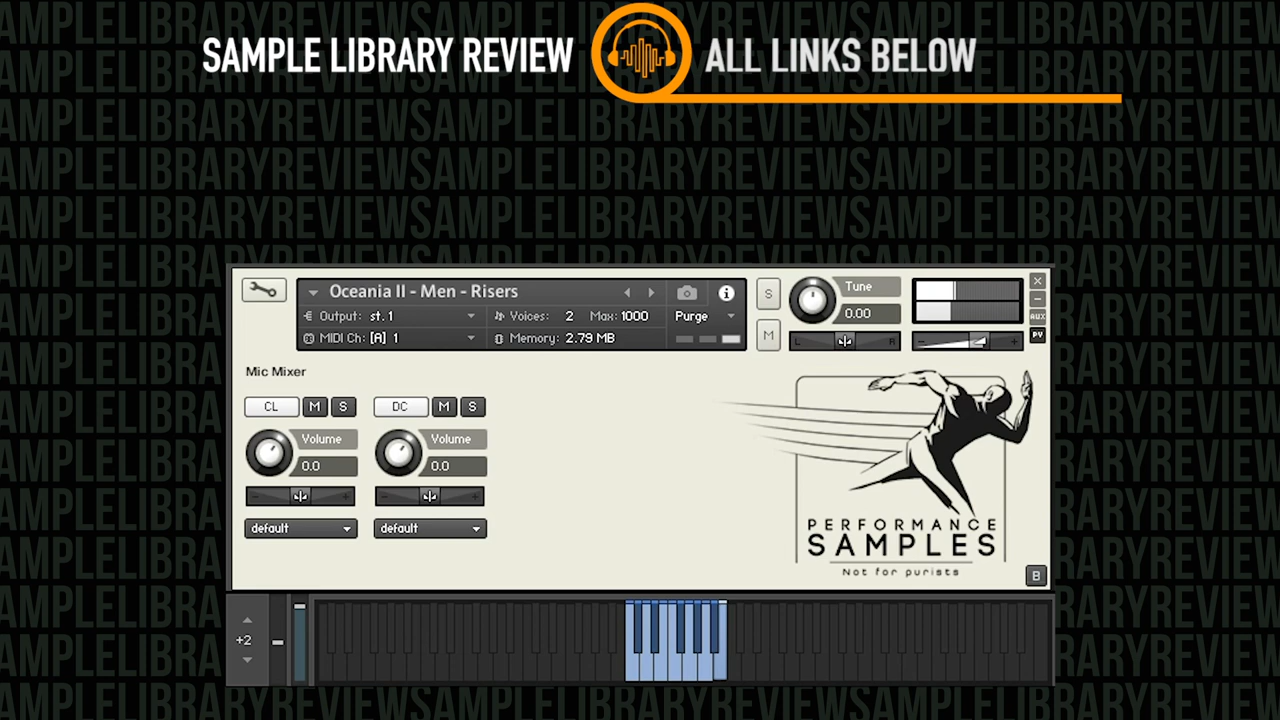 SAMPLE LIBRARY REVIEW ALL LINKS BELOW
Oceania II - Men - Risers
S
Tune
0.00
Output: st.1
Voices: 2 Max: 1000
Purge
AUX
MIDI Ch: [A] 1
Memory: 2.79 MB
M
L R
PV
Mic Mixer
CL M S
DC M S
Volume
0.0
Volume
0.0
default
default
PERFORMANCE
SAMPLES
Not for purists
B
+2